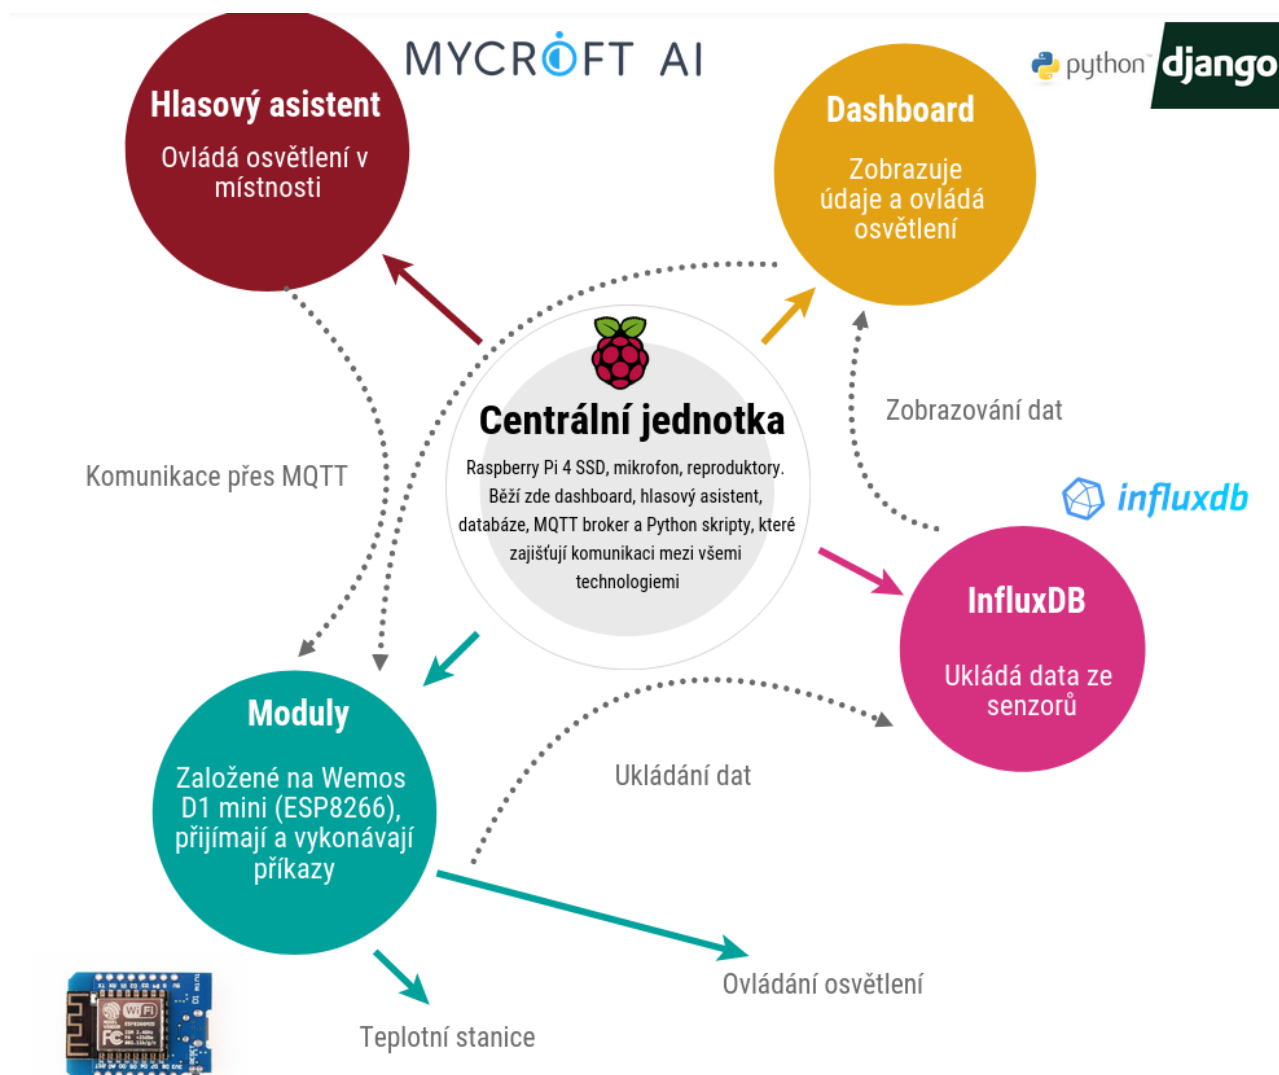 MYCROFT AI
python
django
Hlasový asistent
Ovládá osvětlení v
místnosti
Dashboard
Zobrazuje
údaje a ovládá
osvětlení
Centrální jednotka
Raspberry Pi 4 SSD, mikrofon, reproduktory.
Běží zde dashboard, hlasový asistent,
databáze, MQTT broker a Python skripty, které
zajišťují komunikaci mezi všemi
technologiemi
Zobrazování dat
Komunikace přes MQTT
influxdb
InfluxDB
Ukládá data ze
senzorů
Moduly
Založené na Wemos
D1 mini (ESP8266),
přijímají a vykonávají
příkazy
Ukládání dat
Ovládání osvětlení
Teplotní stanice
WiFi
FC